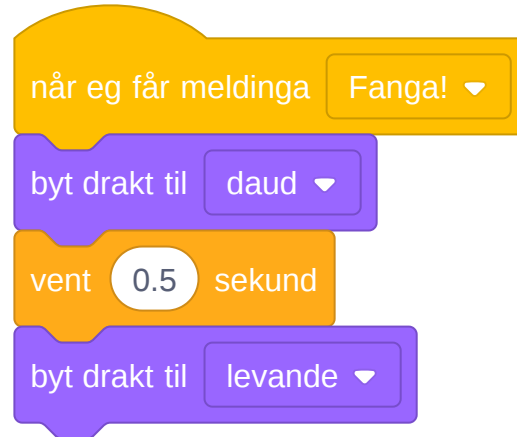 når eg får meldinga Fanga!
byt drakt til daud
vent 0.5 sekund
byt drakt til levande